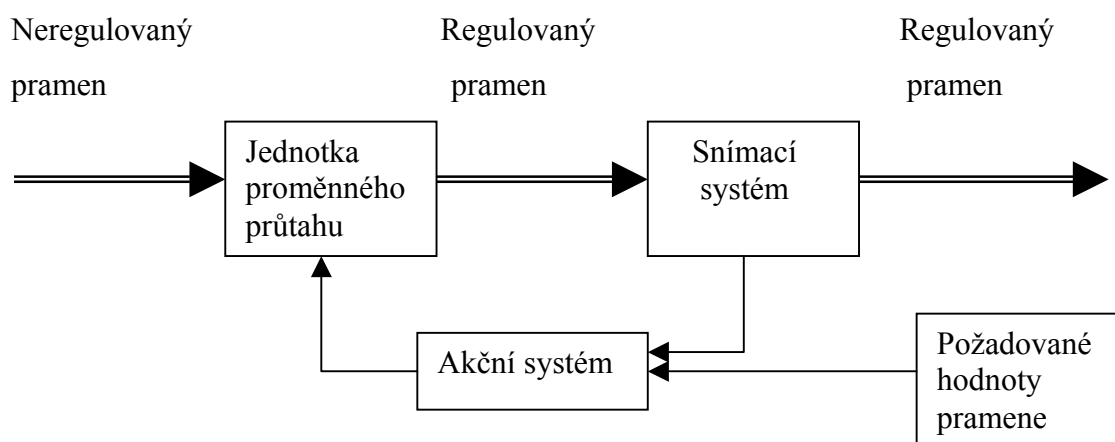 Neregulovaný
pramen
Regulovaný
pramen
Regulovaný
pramen
Jednotka
proměnného
průtahu
Snímací
systém
Akční systém
Požadované
hodnoty
pramene